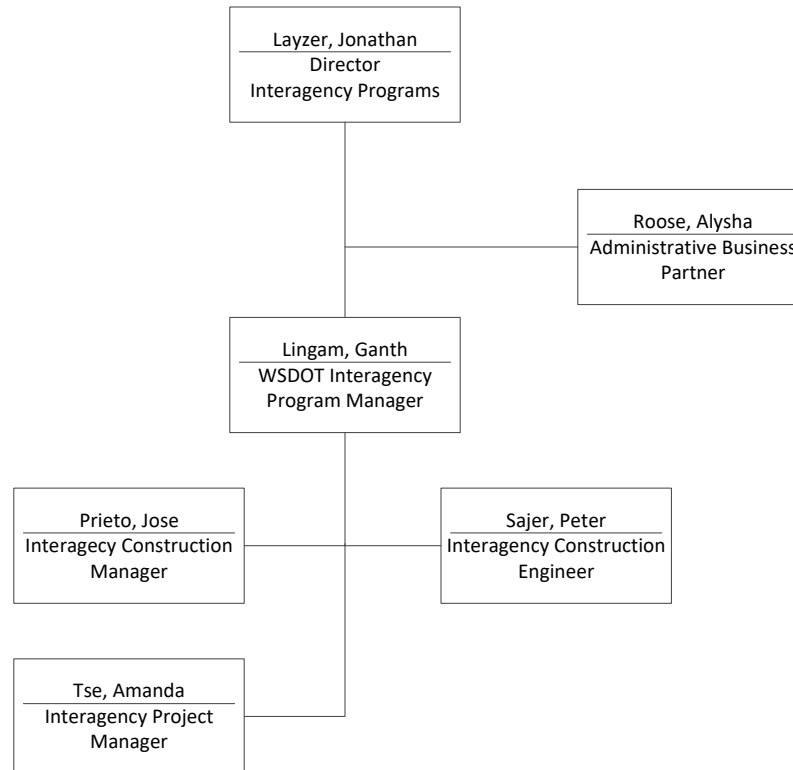 Layzer, Jonathan
Director
Interagency Programs
Roose, Alysha
Administrative Business
Partner
Lingam, Ganth
WSDOT Interagency
Program Manager
Prieto, Jose
Interagecy Construction
Manager
Sajer, Peter
Interagency Construction
Engineer
Tse, Amanda
Interagency Project
Manager